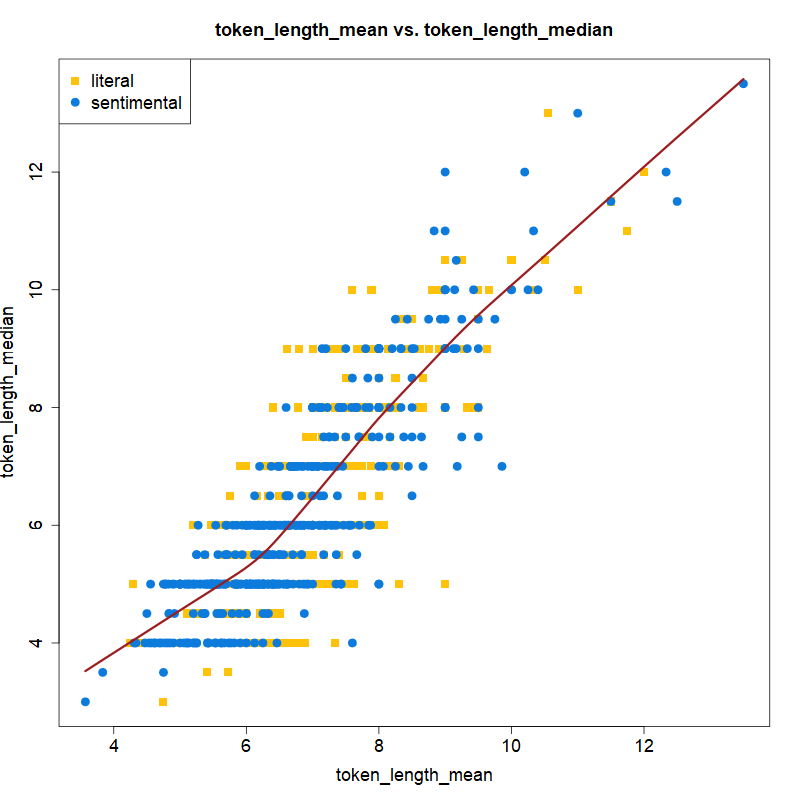 token_length_mean vs. token_length_median
literal
sentimental
token_length_median
12
10
8
6
4
4 6 8 10 12
token_length_mean